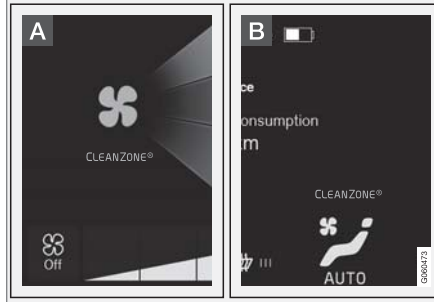 A
CLEANZONE®
Off
B
ce
onsumption
m
CLEANZONE®
AUTO
G060473